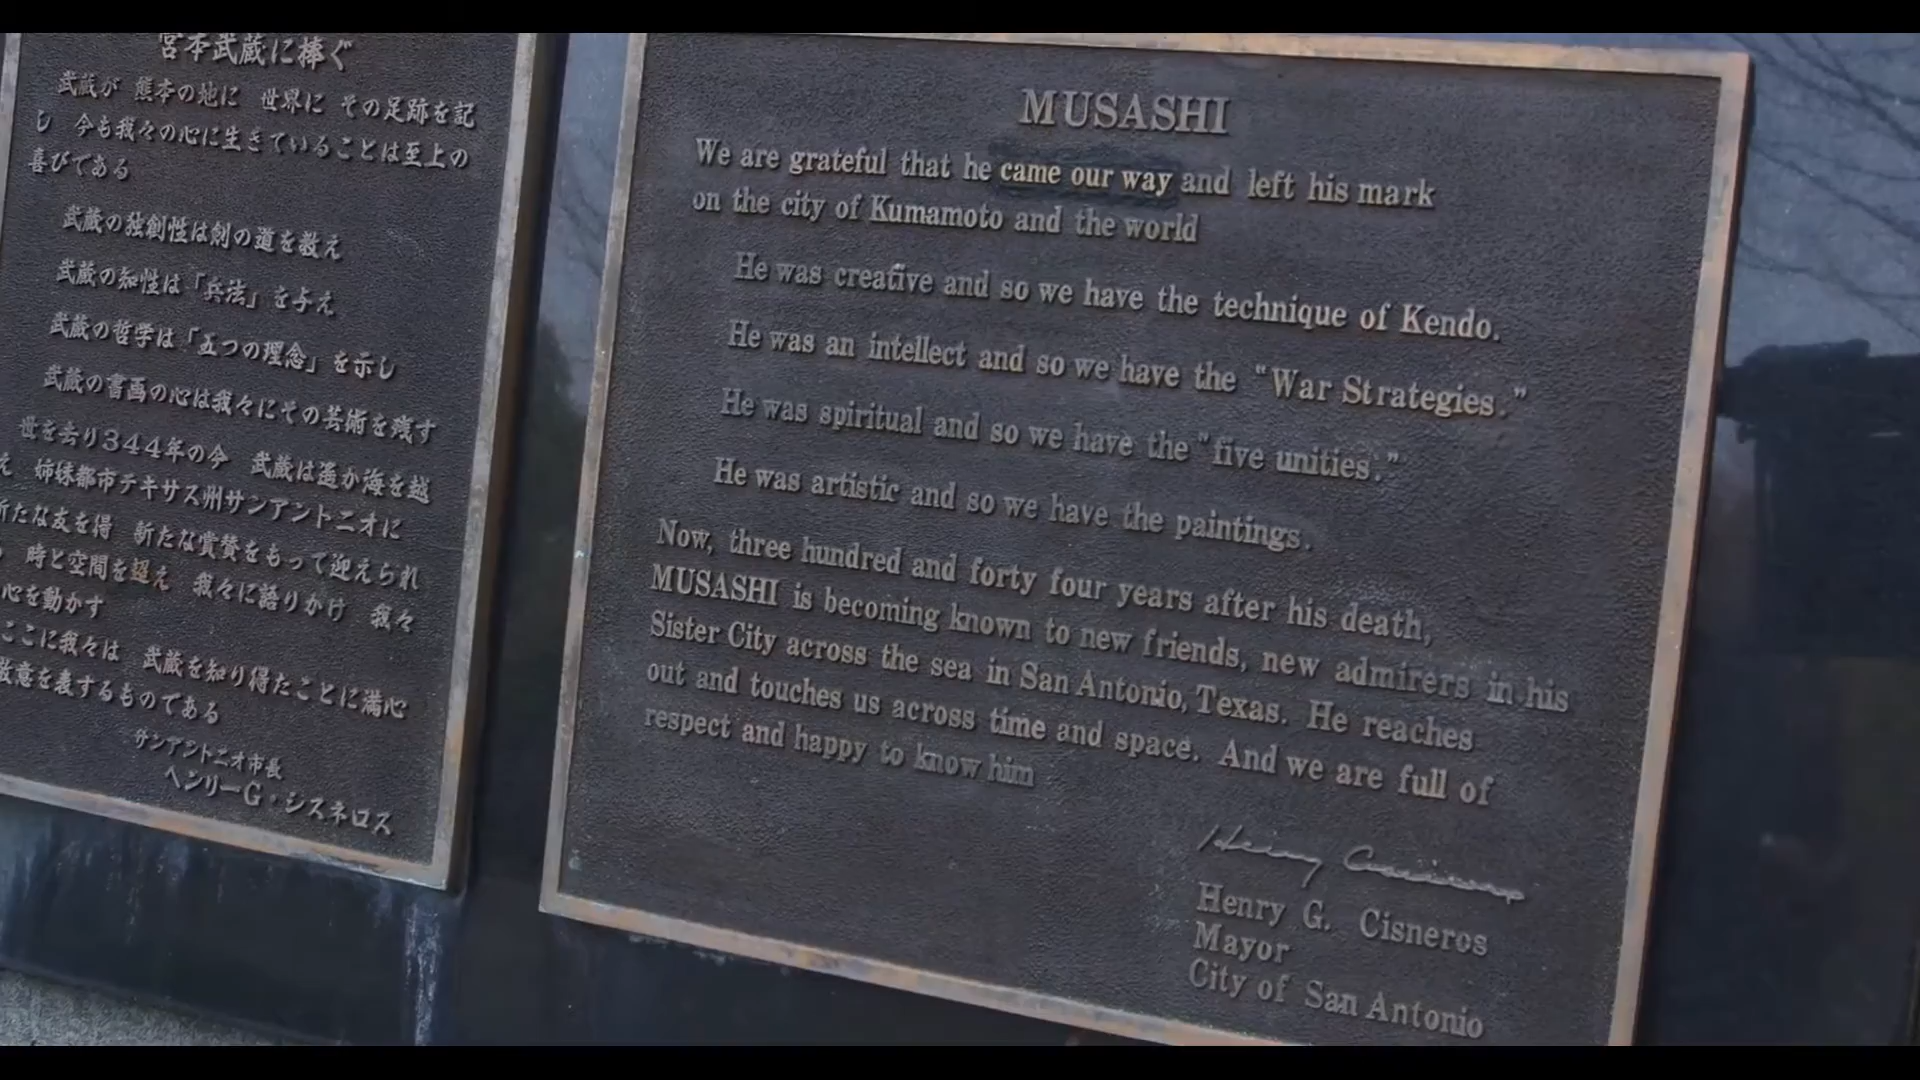 宮本武蔵に捧ぐ
武蔵が 熊本の地に 世界に その足跡を記
し 今も我々の心に生きていることは至上の
喜びである
武蔵の独創性は剣の道を教え
武蔵の知性は「兵法」を与え
武蔵の哲学は「五つの理念」を示し
武蔵の書画の心は我々にその芸術を残す
世を去り344年の今 武蔵は遥か海を越
え 姉妹都市テキサス州サンアントニオに
新たな友を得 新たな賞賛をもって迎えられ
時と空間を超え 我々に語りかけ 我々
心を動かす
ここに我々は 武蔵を知り得たことに満心
敬意を表するものである
サンアントニオ市長
ヘンリーG・シスネロス
MUSASHI
We are grateful that he came our way and left his mark
on the city of Kumamoto and the world
He was creative and so we have the technique of Kendo.
He was an intellect and so we have the "War Strategies."
He was spiritual and so we have the "five unities."
He was artistic and so we have the paintings.
Now, three hundred and forty four years after his death,
MUSASHI is becoming known to new friends, new admirers in his
Sister City across the sea in San Antonio, Texas. He reaches
out and touches us across time and space. And we are full of
respect and happy to know him
Henry Cisneros
Henry G. Cisneros
Mayor
City of San Antonio